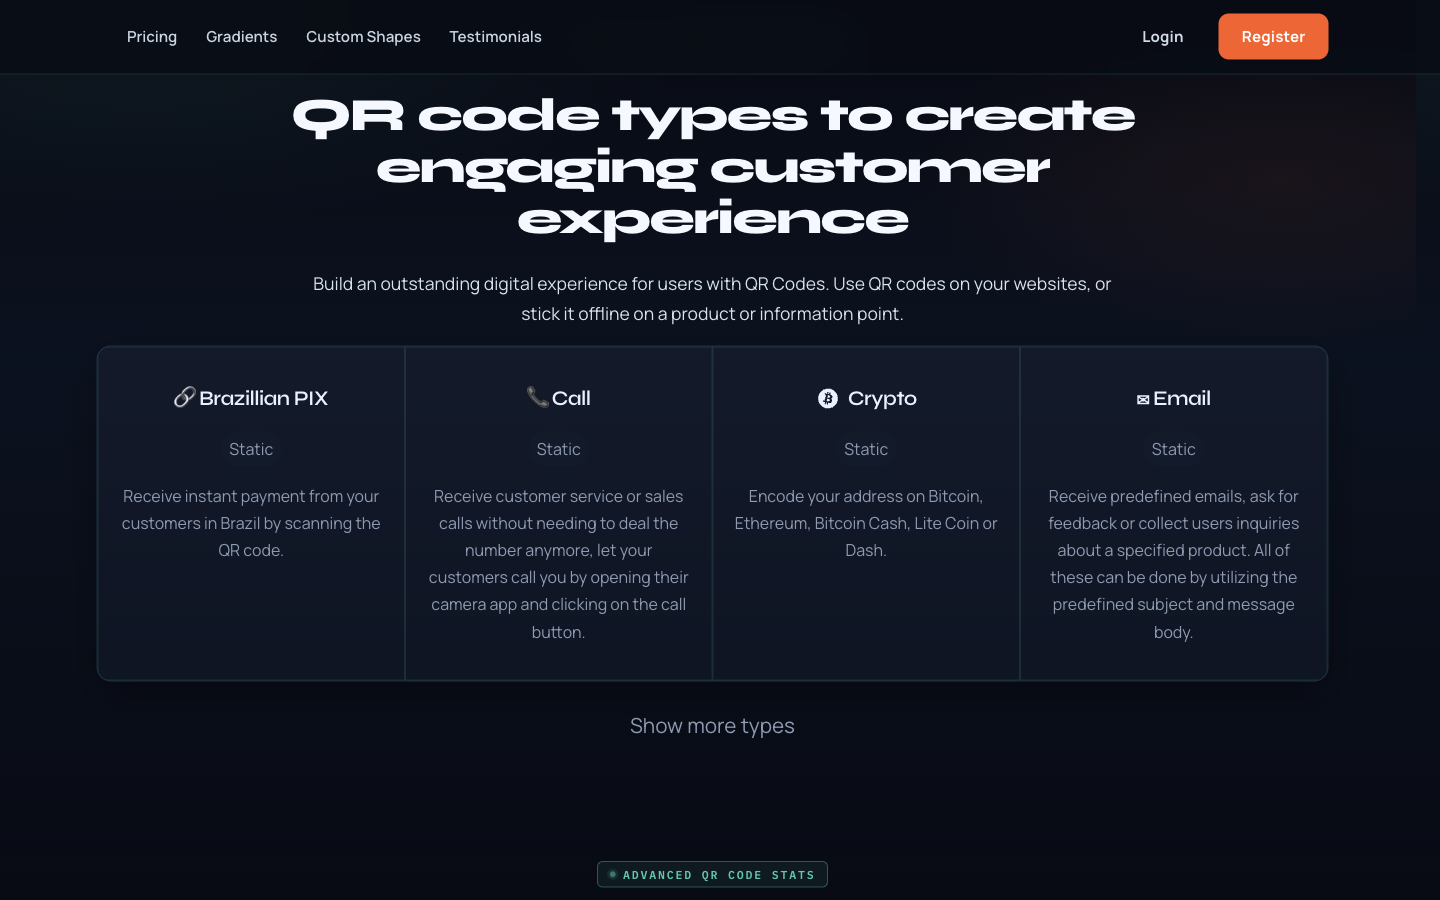 Pricing Gradients Custom Shapes Testimonials Login Register
QR code types to create
engaging customer
experience
Build an outstanding digital experience for users with QR Codes. Use QR codes on your websites, or
stick it offline on a product or information point.
Brazillian PIX
Static
Receive instant payment from your
customers in Brazil by scanning the
QR code.
Call
Static
Receive customer service or sales
calls without needing to deal the
number anymore, let your
customers call you by opening their
camera app and clicking on the call
button.
Crypto
Static
Encode your address on Bitcoin,
Ethereum, Bitcoin Cash, Lite Coin or
Dash.
Email
Static
Receive predefined emails, ask for
feedback or collect users inquiries
about a specified product. All of
these can be done by utilizing the
predefined subject and message
body.
Show more types
ADVANCED QR CODE STATS